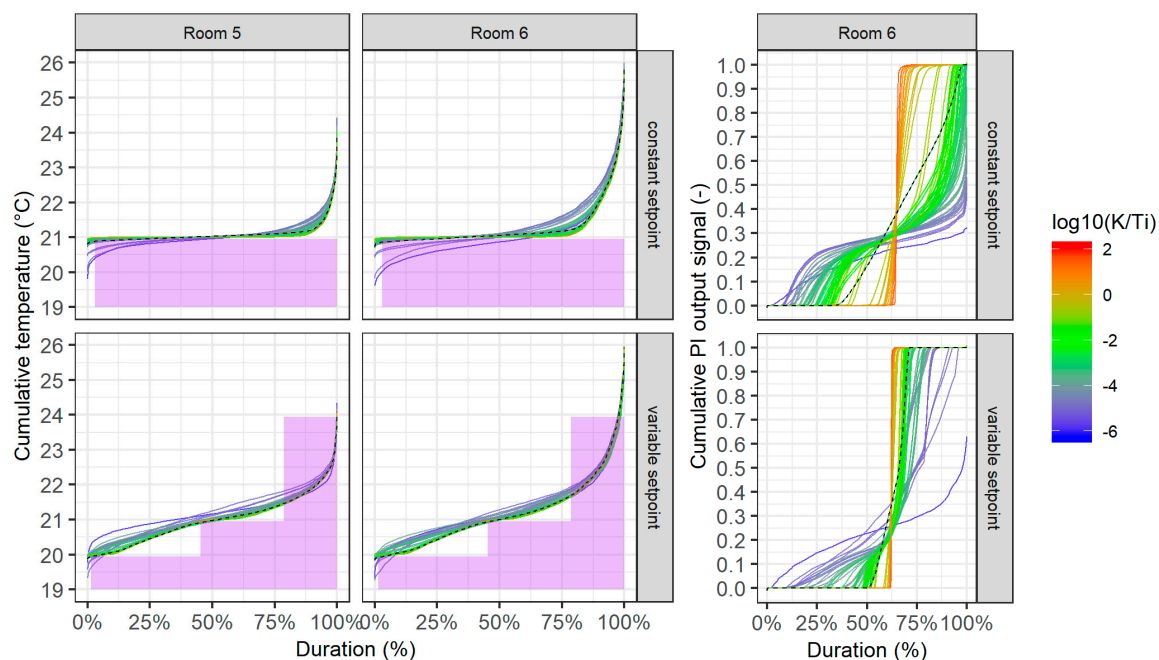 Room 5
Room 6
Room 6
Cumulative temperature (°C)
26
25
24
23
22
21
20
19
constant setpoint
26
25
24
23
22
21
20
19
variable setpoint
0% 25% 50% 75% 100%
0% 25% 50% 75% 100%
Duration (%)
Cumulative PI output signal (-)
1.0
0.9
0.8
0.7
0.6
0.5
0.4
0.3
0.2
0.1
0.0
constant setpoint
1.0
0.9
0.8
0.7
0.6
0.5
0.4
0.3
0.2
0.1
0.0
variable setpoint
0% 25% 50% 75% 100%
Duration (%)
log10(K/Ti)
2
0
-2
-4
-6